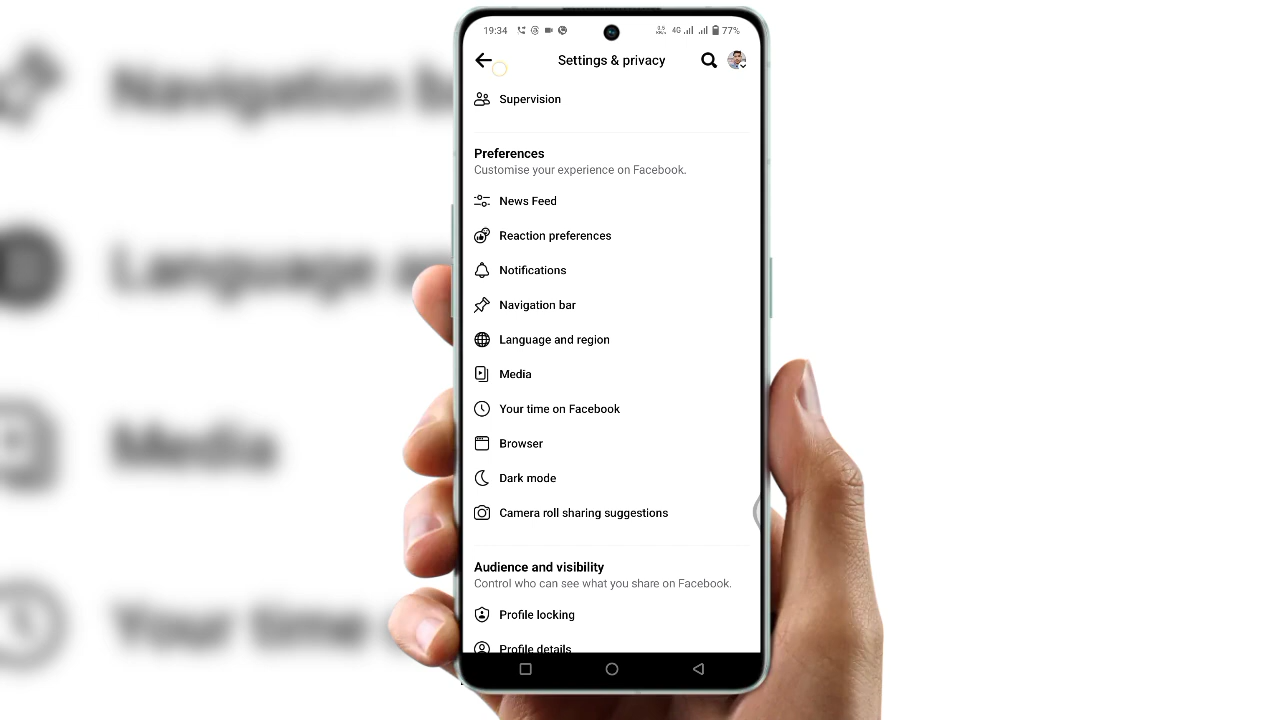 19:34
4G
77%
Settings & privacy
Supervision
Preferences
Customise your experience on Facebook.
News Feed
Reaction preferences
Notifications
Navigation bar
Language and region
Media
Your time on Facebook
Browser
Dark mode
Camera roll sharing suggestions
Audience and visibility
Control who can see what you share on Facebook.
Profile locking
Profile details
Navigation ba
Language a
Media
Your time